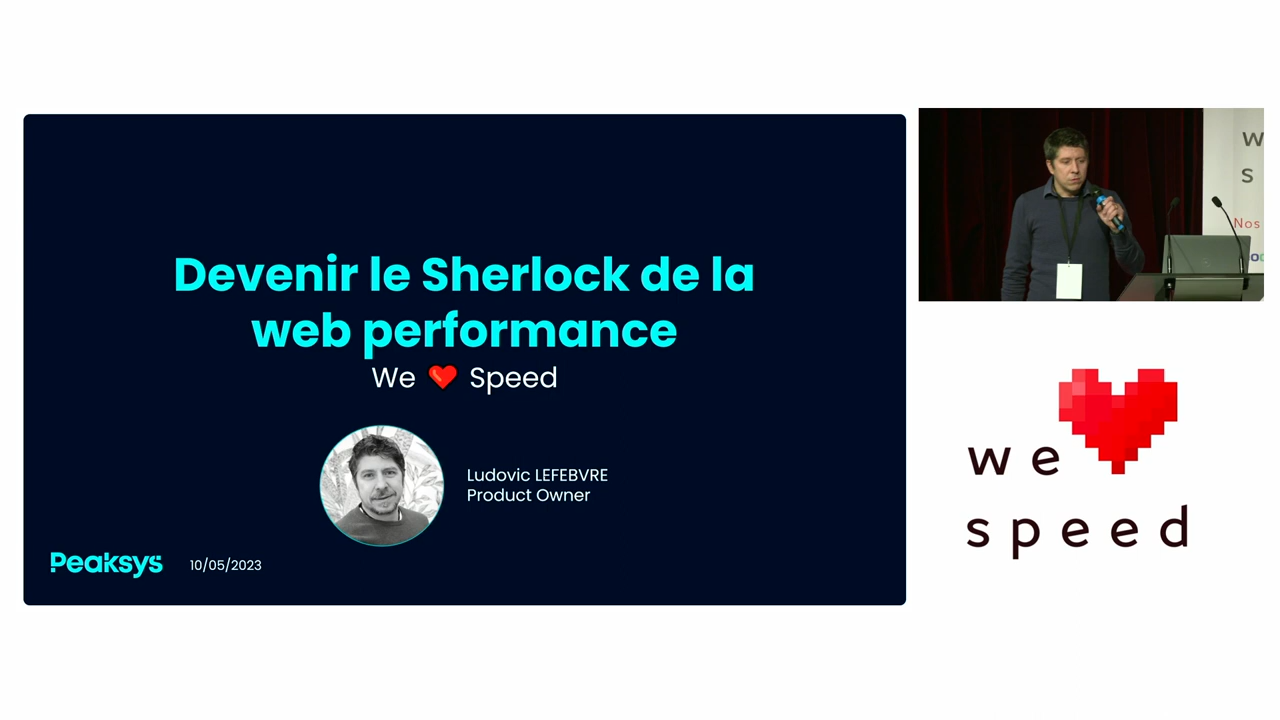 Devenir le Sherlock de la
web performance
We ❤️ Speed
Ludovic LEFEBVRE
Product Owner
Peaksys
10/05/2023
w
s
Nos
we
speed